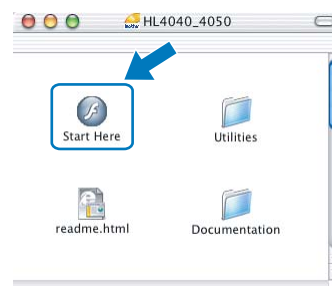 HL4040_4050
Start Here
Utilities
readme.html
Documentation